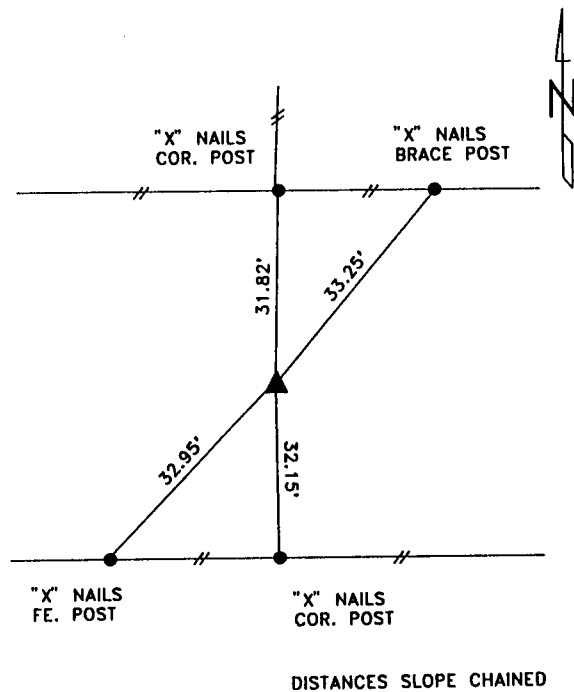 N
"X" NAILS
COR. POST
"X" NAILS
BRACE POST
31.82'
33.25'
32.95'
32.15'
"X" NAILS
FE. POST
"X" NAILS
COR. POST
DISTANCES SLOPE CHAINED